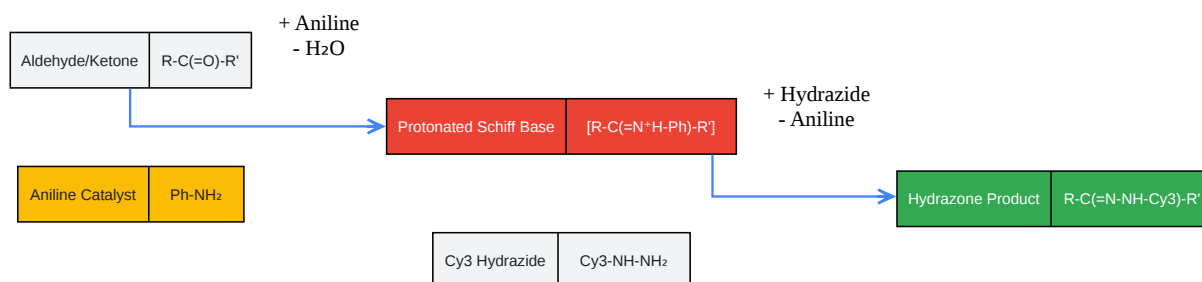 + Aniline
- H₂O
Aldehyde/Ketone R-C(=O)-R'
+ Hydrazide
- Aniline
Protonated Schiff Base [R-C(=N⁺H-Ph)-R']
Aniline Catalyst Ph-NH₂
Hydrazone Product R-C(=N-NH-Cy3)-R'
Cy3 Hydrazide Cy3-NH-NH₂